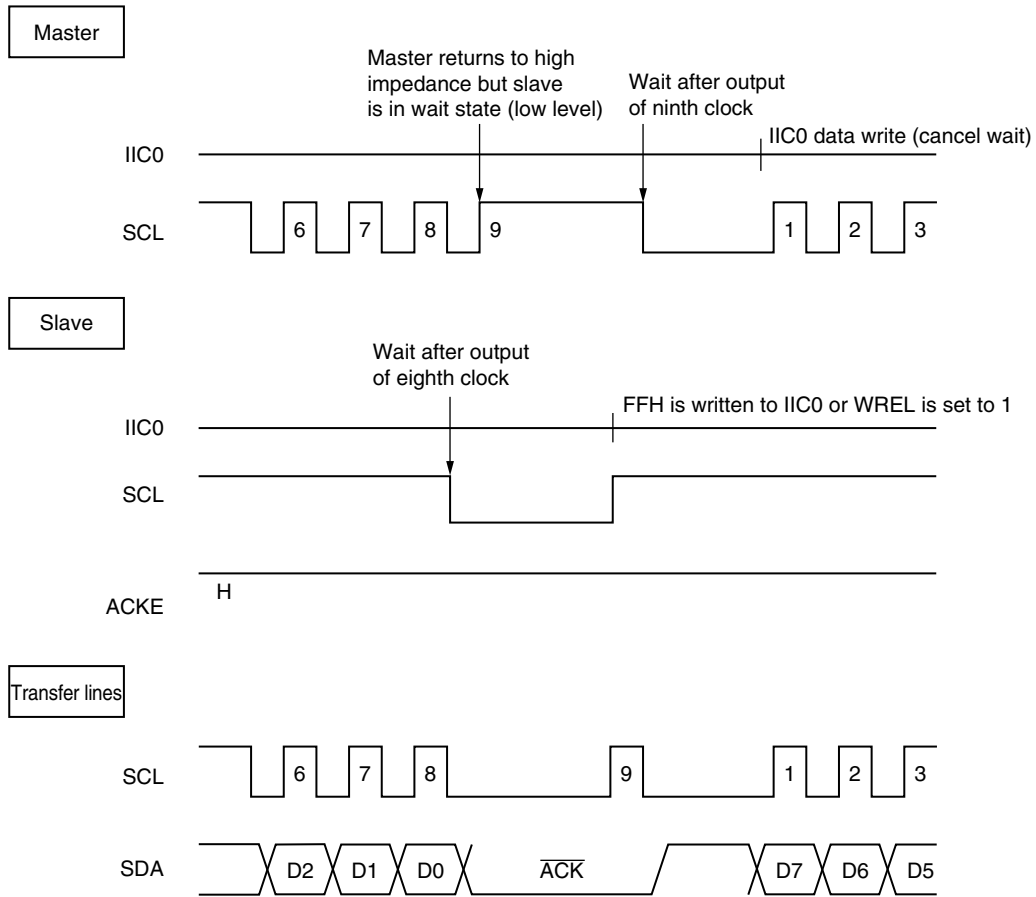 Master
Master returns to high
impedance but slave
is in wait state (low level)
Wait after output
of ninth clock
IIC0 data write (cancel wait)
IIC0
SCL
6 7 8 9 1 2 3
Slave
Wait after output
of eighth clock
FFH is written to IIC0 or WREL is set to 1
IIC0
SCL
H
ACKE
Transfer lines
SCL
6 7 8 9 1 2 3
SDA
D2 D1 D0 A̅C̅K̅ D7 D6 D5